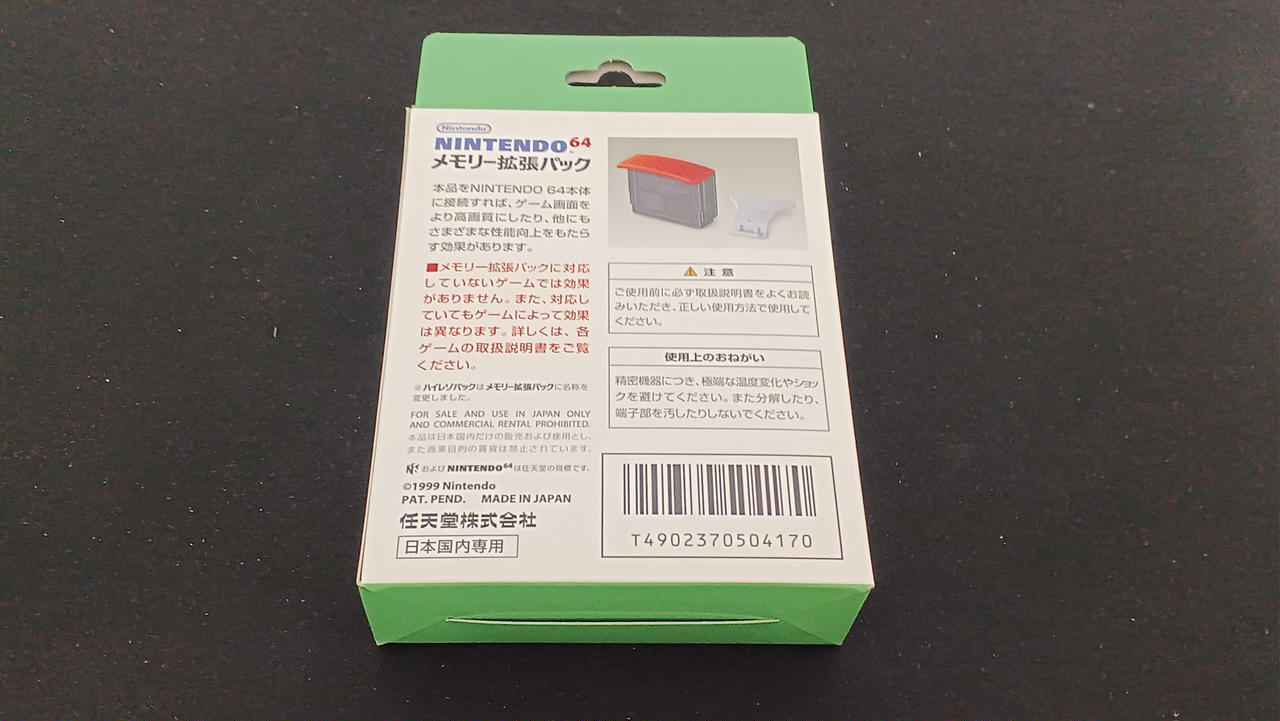 Nintendo
NINTENDO64
メモリー拡張パック
本品をNINTENDO 64本体
に接続すれば、ゲーム画面を
より高画質にしたり、他にも
さまざまな性能向上をもたら
す効果があります。
■メモリー拡張パックに対応
していないゲームでは効果
がありません。また、対応し
ていてもゲームによって効果
は異なります。詳しくは、各
ゲームの取扱説明書をご覧
ください。
※ハイレゾパックはメモリー拡張パックに名称を
変更しました。
FOR SALE AND USE IN JAPAN ONLY
AND COMMERCIAL RENTAL PROHIBITED.
本品は日本国内だけの販売および使用とし、
また商業目的の賃貸は禁止されています。
および NINTENDO64は任天堂の商標です。
©1999 Nintendo
PAT. PEND. MADE IN JAPAN
任天堂株式会社
日本国内専用
注意
ご使用前に必ず取扱説明書をよくお読
みいただき、正しい使用方法で使用して
ください。
使用上のおねがい
精密機器につき、極端な温度変化やショッ
クを避けてください。また分解したり、
端子部を汚したりしないでください。
T4902370504170